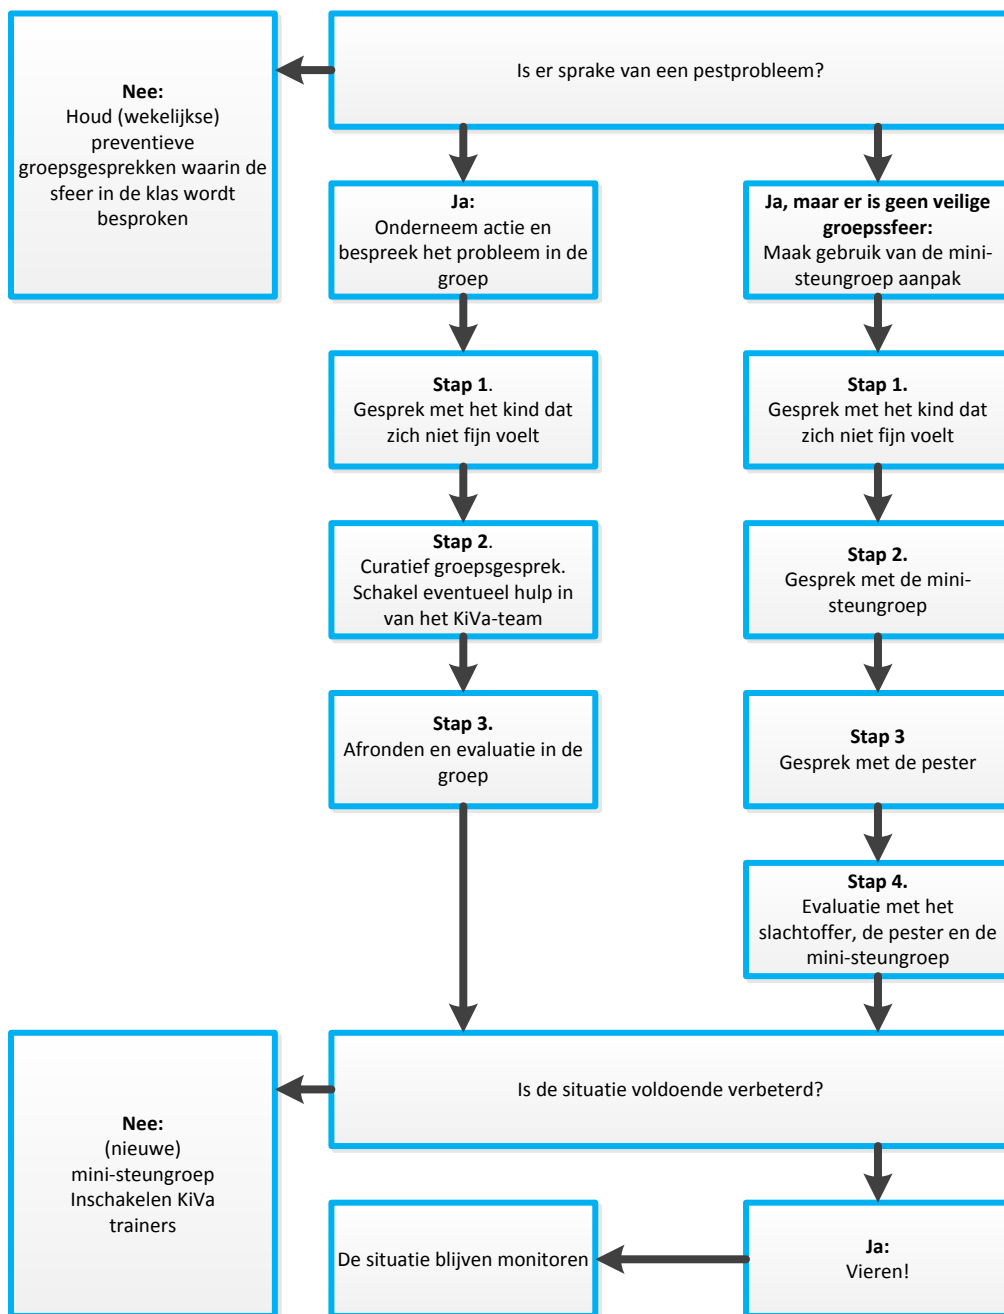 Is er sprake van een pestprobleem?
Nee:
Houd (wekelijkse)
preventieve
groepsgesprekken waarin de
sfeer in de klas wordt
besproken
Ja:
Onderneem actie en
bespreek het probleem in de
groep
Ja, maar er is geen veilige
groepssfeer:
Maak gebruik van de mini-
steungroep aanpak
Stap 1.
Gesprek met het kind dat
zich niet fijn voelt
Stap 1.
Gesprek met het kind dat
zich niet fijn voelt
Stap 2.
Curatief groepsgesprek.
Schakel eventueel hulp in
van het KiVa-team
Stap 2.
Gesprek met de mini-
steungroep
Stap 3.
Afronden en evaluatie in de
groep
Stap 3
Gesprek met de pester
Stap 4.
Evaluatie met het
slachtoffer, de pester en de
mini-steungroep
Is de situatie voldoende verbeterd?
Nee:
(nieuwe)
mini-steungroep
Inschakelen KiVa
trainers
De situatie blijven monitoren
Ja:
Vieren!